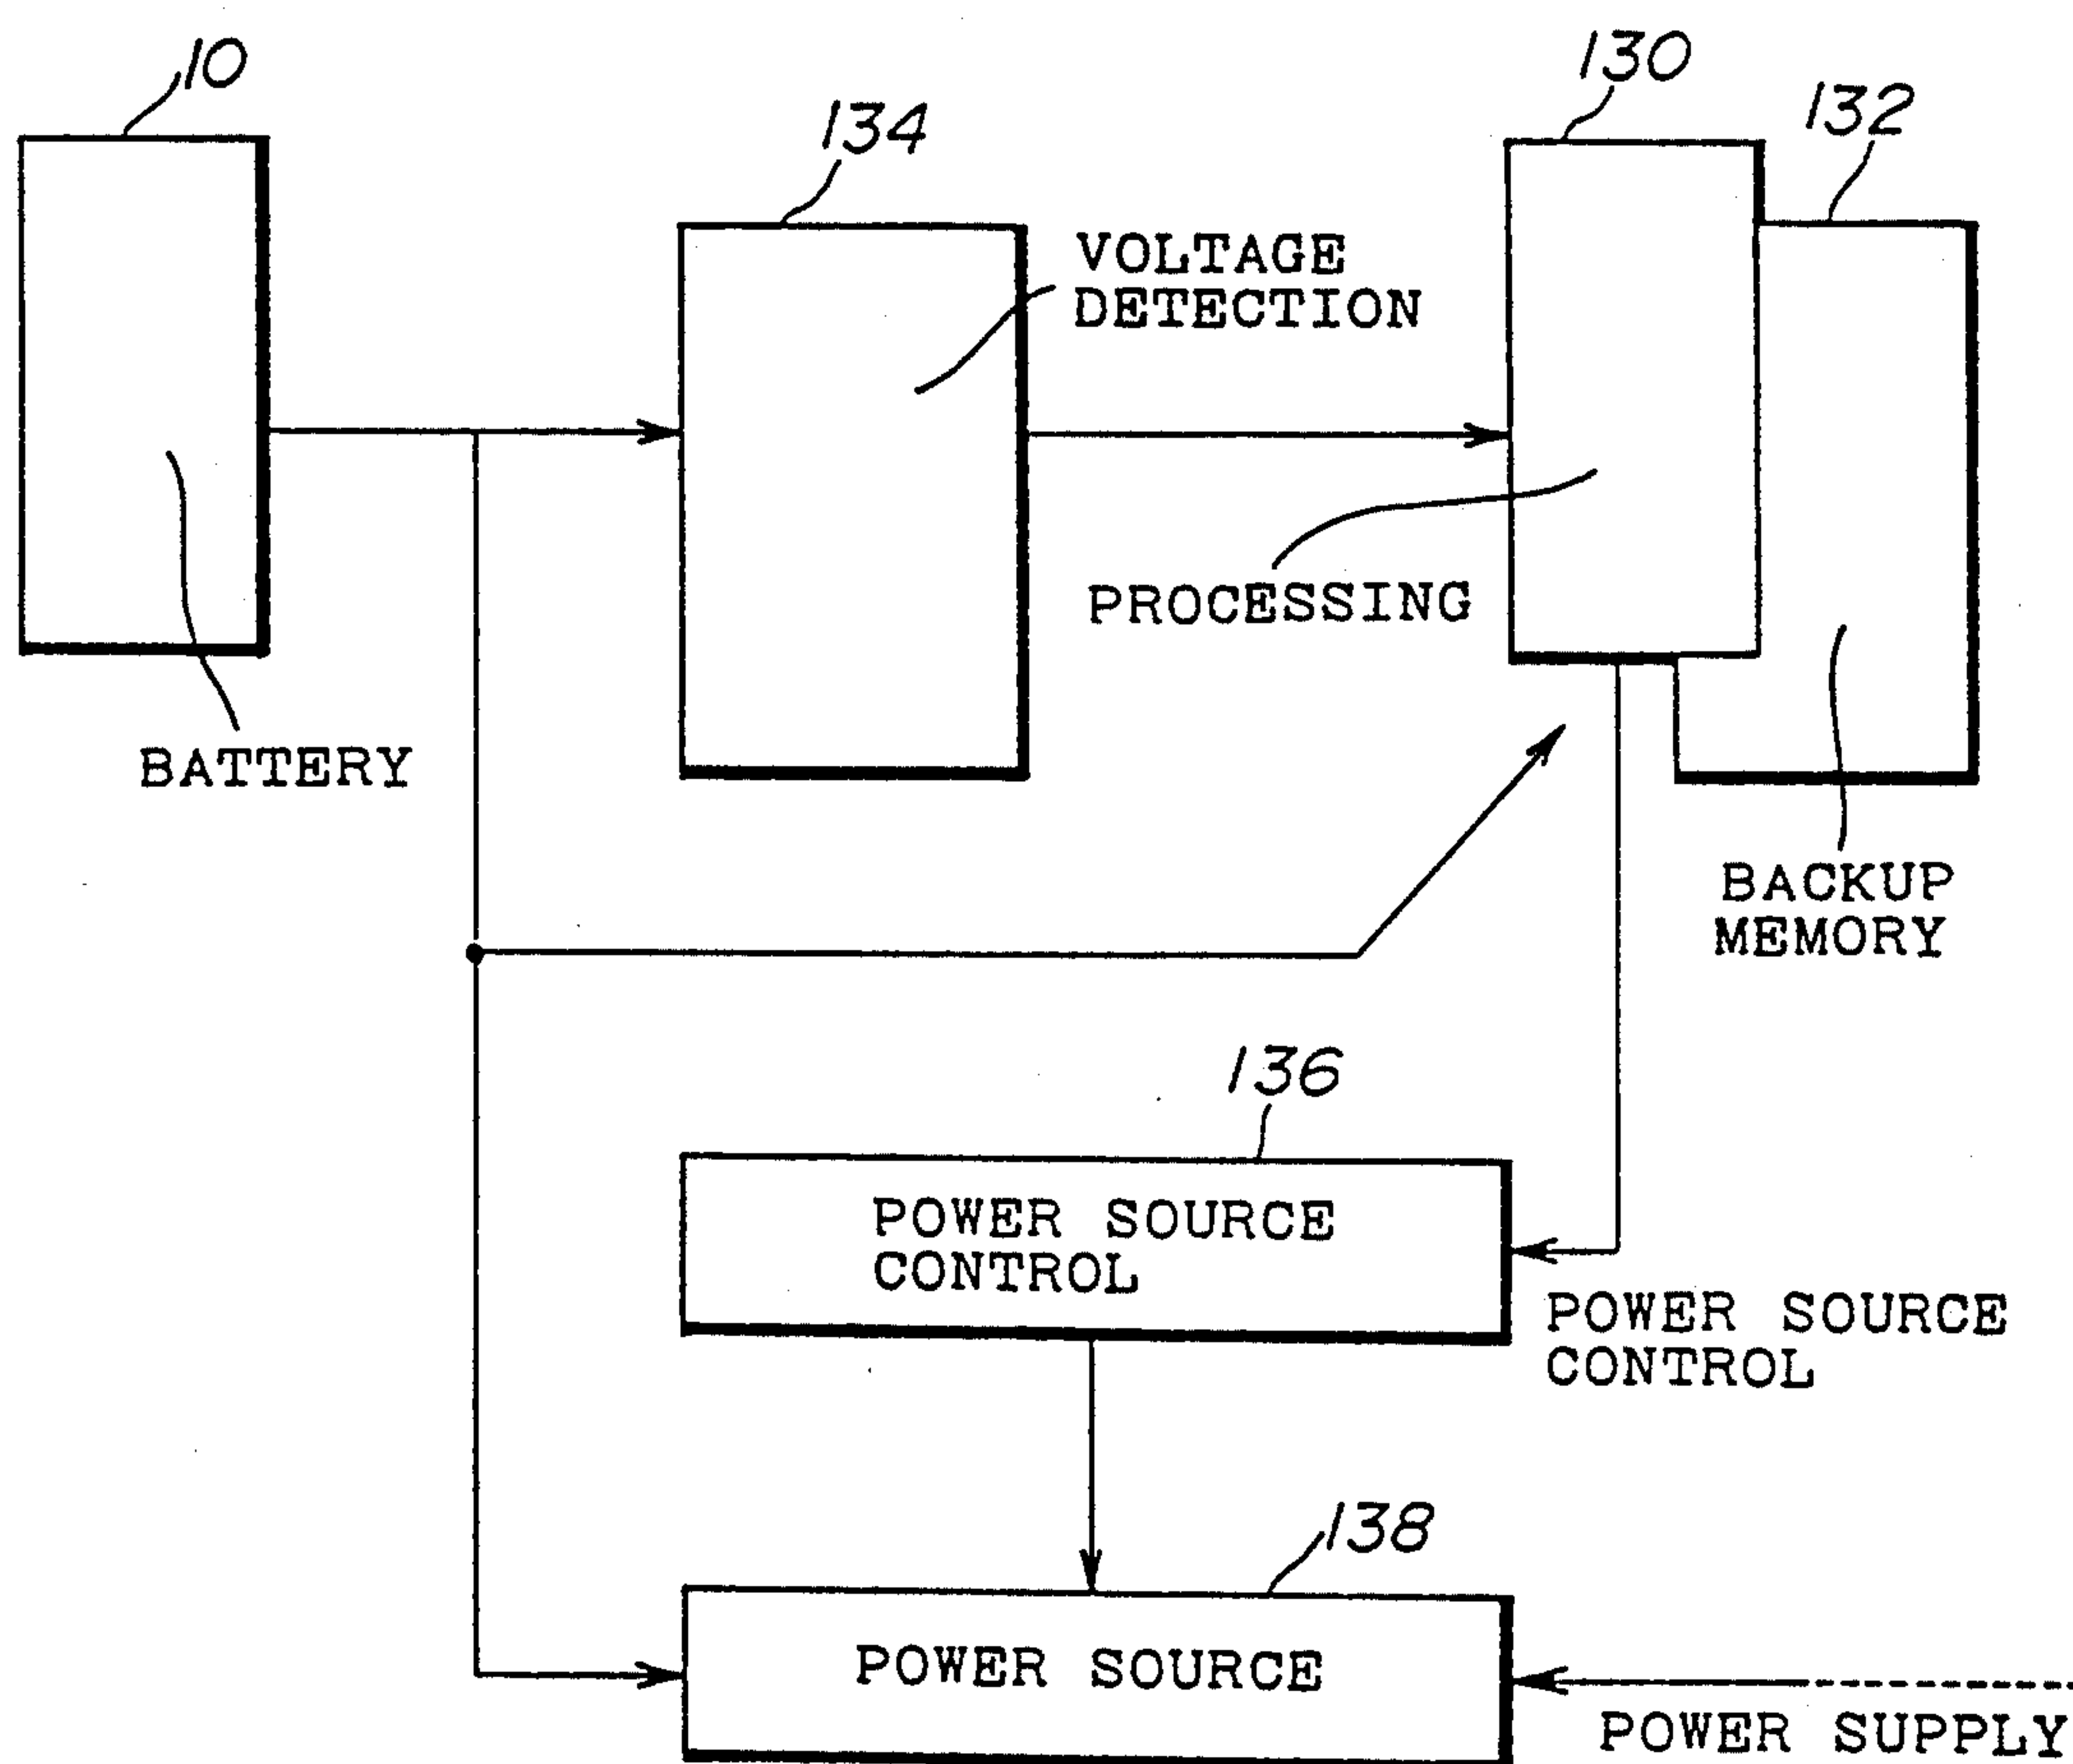 10
134
130
132
VOLTAGE
DETECTION
PROCESSING
BATTERY
BACKUP
MEMORY
136
POWER SOURCE
CONTROL
POWER SOURCE
CONTROL
138
POWER SOURCE
POWER SUPPLY